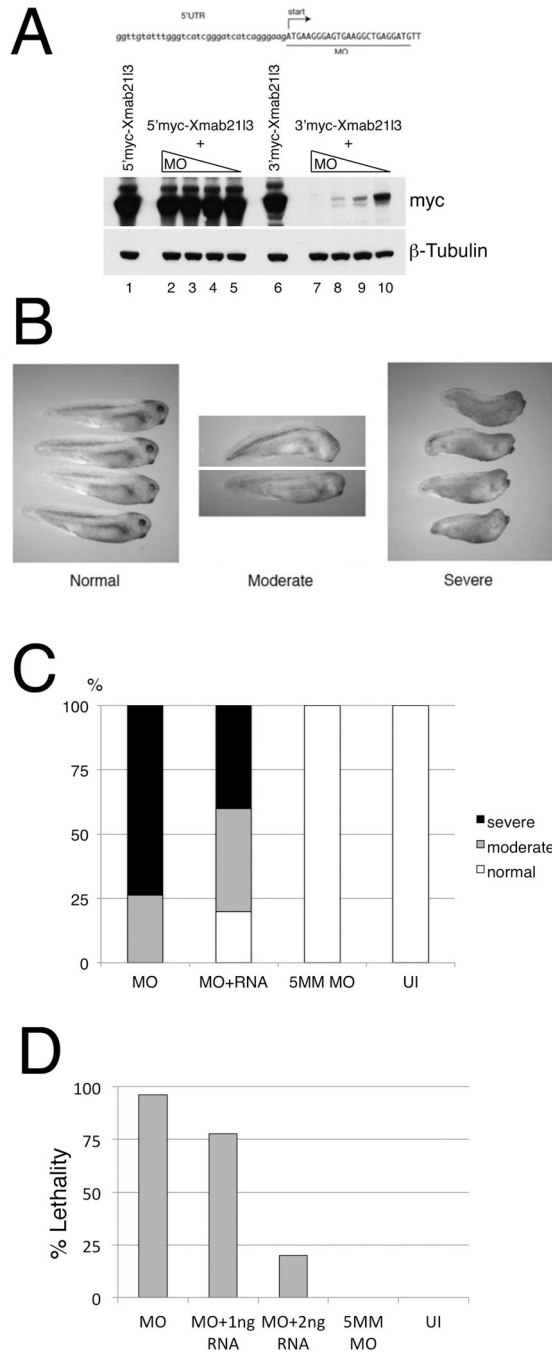 A
5'UTR
start
ggttgtatttgggtcatcgggatcatcagggaagATGAAGGGAGTGAAGGCTGAGGATGTT
MO
5'myc-Xmab21l3
5'myc-Xmab21l3
+
MO
3'myc-Xmab21l3
3'myc-Xmab21l3
+
MO
myc
β-Tubulin
1 2 3 4 5 6 7 8 9 10
B
Normal
Moderate
Severe
C
%
100
75
50
25
0
MO MO+RNA 5MM MO UI
severe
moderate
normal
D
% Lethality
100
75
50
25
0
MO MO+1ng RNA MO+2ng RNA 5MM MO UI